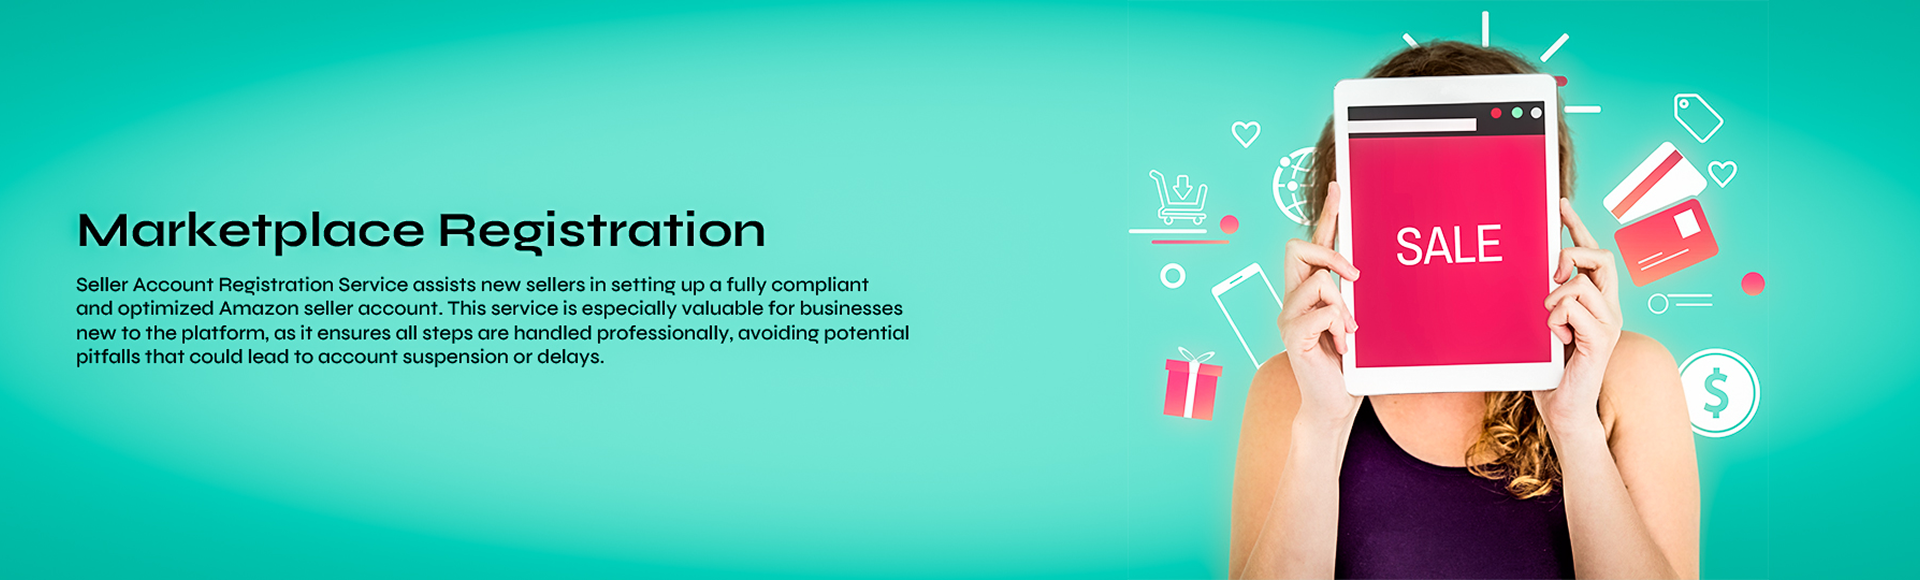 Marketplace Registration
Seller Account Registration Service assists new sellers in setting up a fully compliant
and optimized Amazon seller account. This service is especially valuable for businesses
new to the platform, as it ensures all steps are handled professionally, avoiding potential
pitfalls that could lead to account suspension or delays.
SALE
$